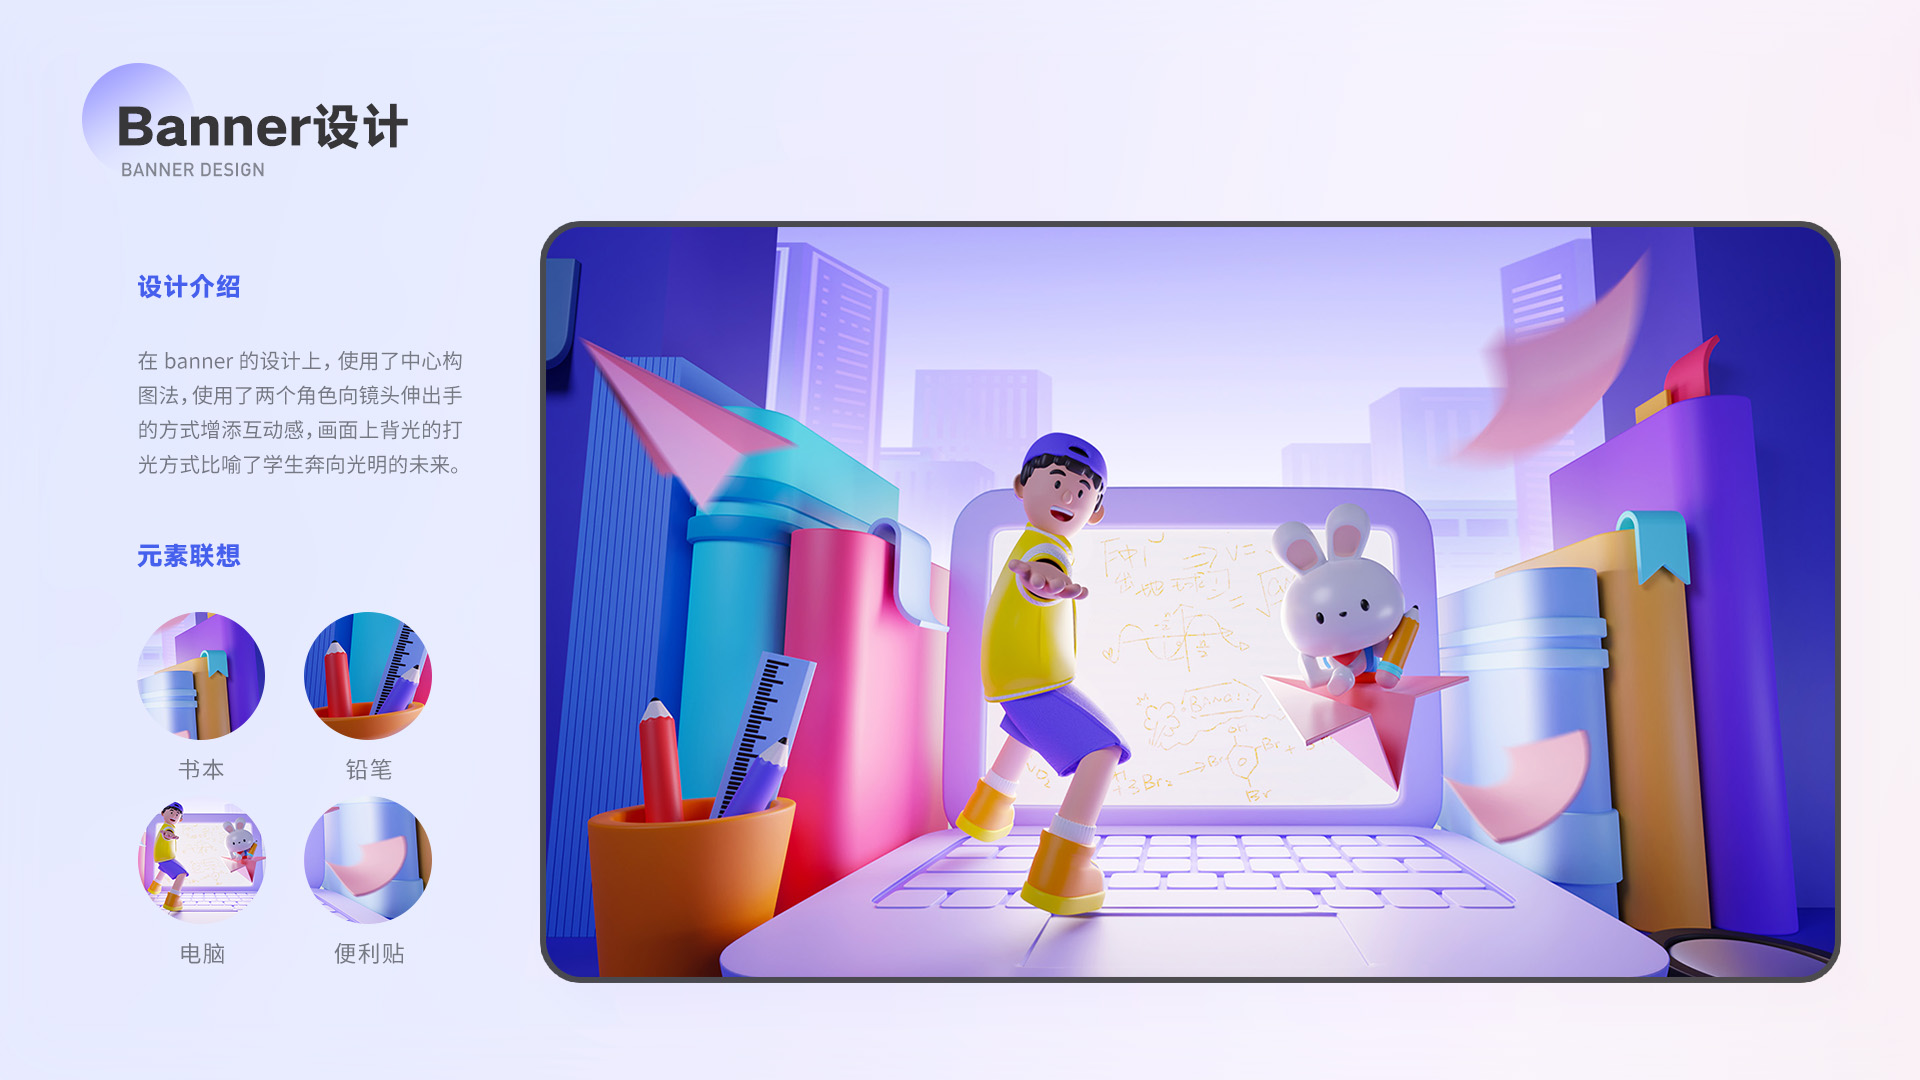 Banner设计
BANNER DESIGN
设计介绍
在 banner 的设计上，使用了中心构
图法，使用了两个角色向镜头伸出手
的方式增添互动感，画面上背光的打
光方式比喻了学生奔向光明的未来。
元素联想
书本
铅笔
电脑
便利贴